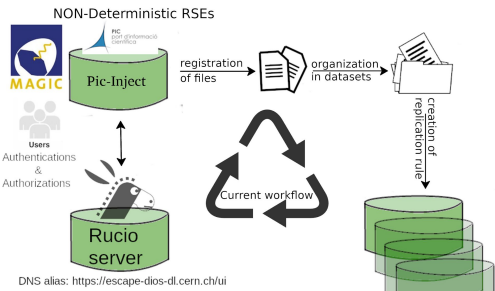 NON-Deterministic RSEs
PIC
port d'informació
científica
MAGIC
Pic-Inject
registration
of files
organization
in datasets
creation of
replication rule
Users
Authentications
&
Authorizations
Current workflow
Rucio
server
DNS alias: https://escape-dios-dl.cern.ch/ui